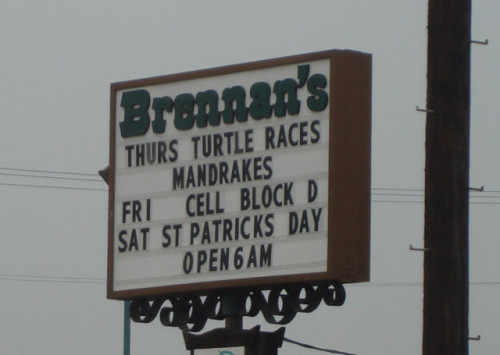 Brennan's
THURS TURTLE RACES
MANDRAKES
FRI CELL BLOCK D
SAT ST PATRICKS DAY
OPEN 6 AM